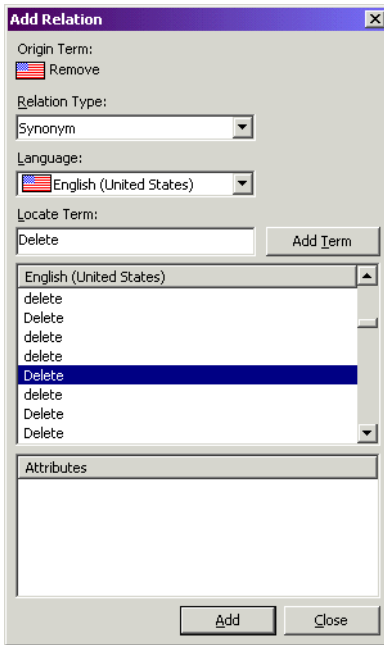 Add Relation
Origin Term:
Remove
Relation Type:
Synonym
Language:
English (United States)
Locate Term:
Delete
Add Term
English (United States)
delete
Delete
delete
delete
Delete
delete
Delete
Delete
Attributes
Add Close